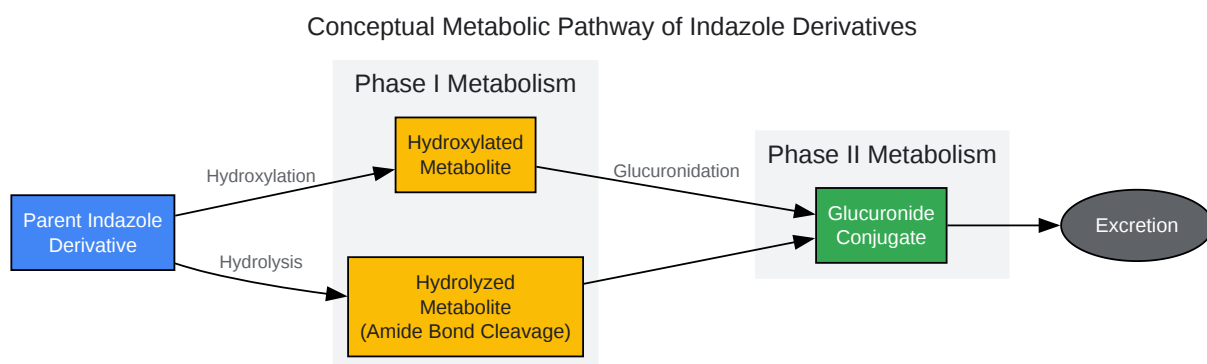 Conceptual Metabolic Pathway of Indazole Derivatives
Phase I Metabolism
Hydroxylated
Metabolite
Phase II Metabolism
Hydroxylation
Glucuronidation
Parent Indazole
Derivative
Glucuronide
Conjugate
Excretion
Hydrolysis
Hydrolyzed
Metabolite
(Amide Bond Cleavage)